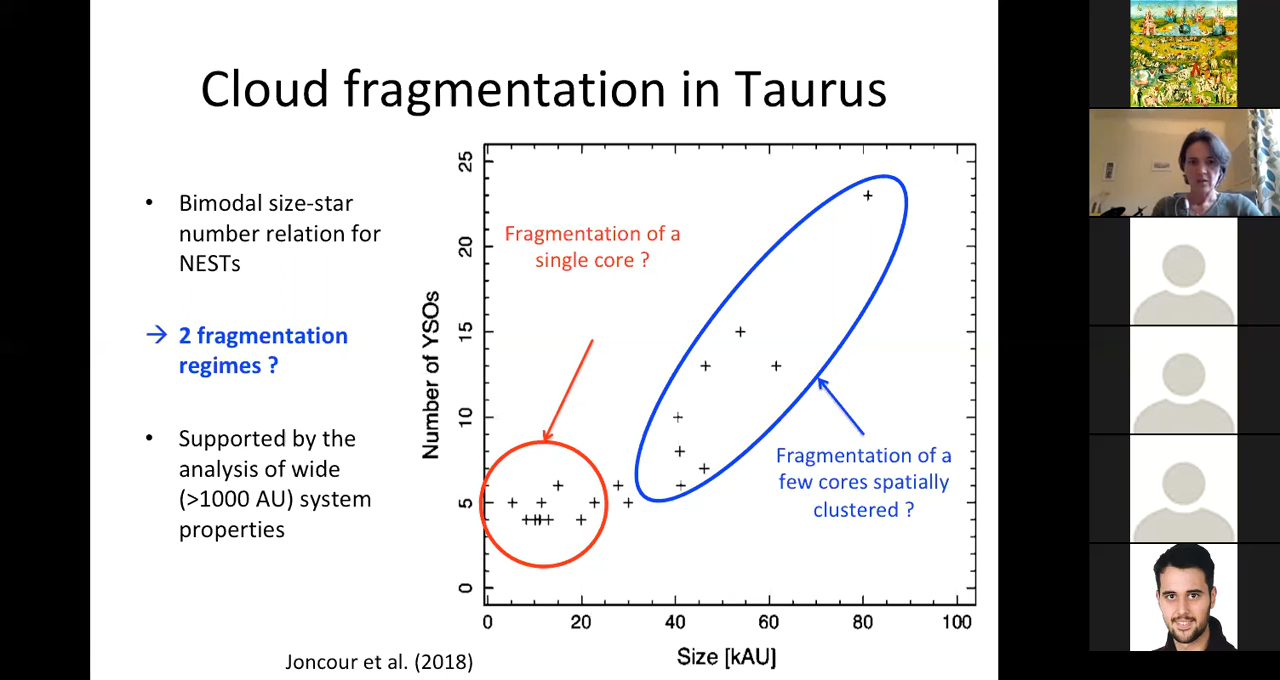 Cloud fragmentation in Taurus
• Bimodal size-star
number relation for
NESTs
→ 2 fragmentation
regimes ?
• Supported by the
analysis of wide
(>1000 AU) system
properties
Joncour et al. (2018)
Number of YSOs
25
20
15
10
5
0
Fragmentation of a
single core ?
Fragmentation of a
few cores spatially
clustered ?
0 20 40 60 80 100
Size [kAU]